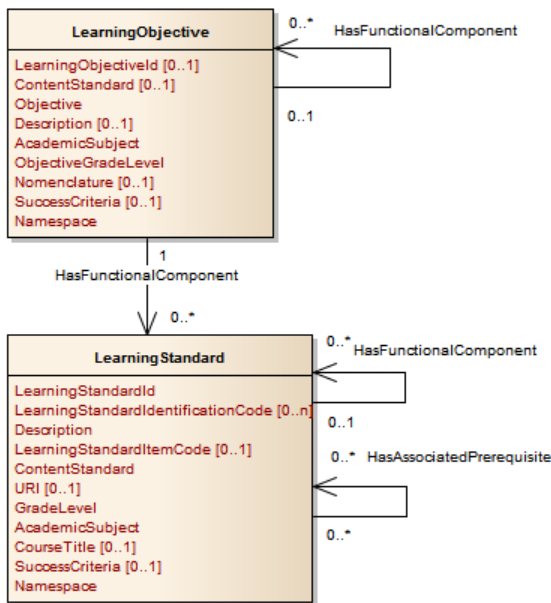 LearningObjective
LearningObjectiveId [0..1]
ContentStandard [0..1]
Objective
Description [0..1]
AcademicSubject
ObjectiveGradeLevel
Nomenclature [0..1]
SuccessCriteria [0..1]
Namespace
0..*
HasFunctionalComponent
0..1
1
HasFunctionalComponent
0..*
LearningStandard
LearningStandardId
LearningStandardIdentificationCode [0..n]
Description
LearningStandardItemCode [0..1]
ContentStandard
URI [0..1]
GradeLevel
AcademicSubject
CourseTitle [0..1]
SuccessCriteria [0..1]
Namespace
0..*
HasFunctionalComponent
0..1
0..*
HasAssociatedPrerequisite
0..*